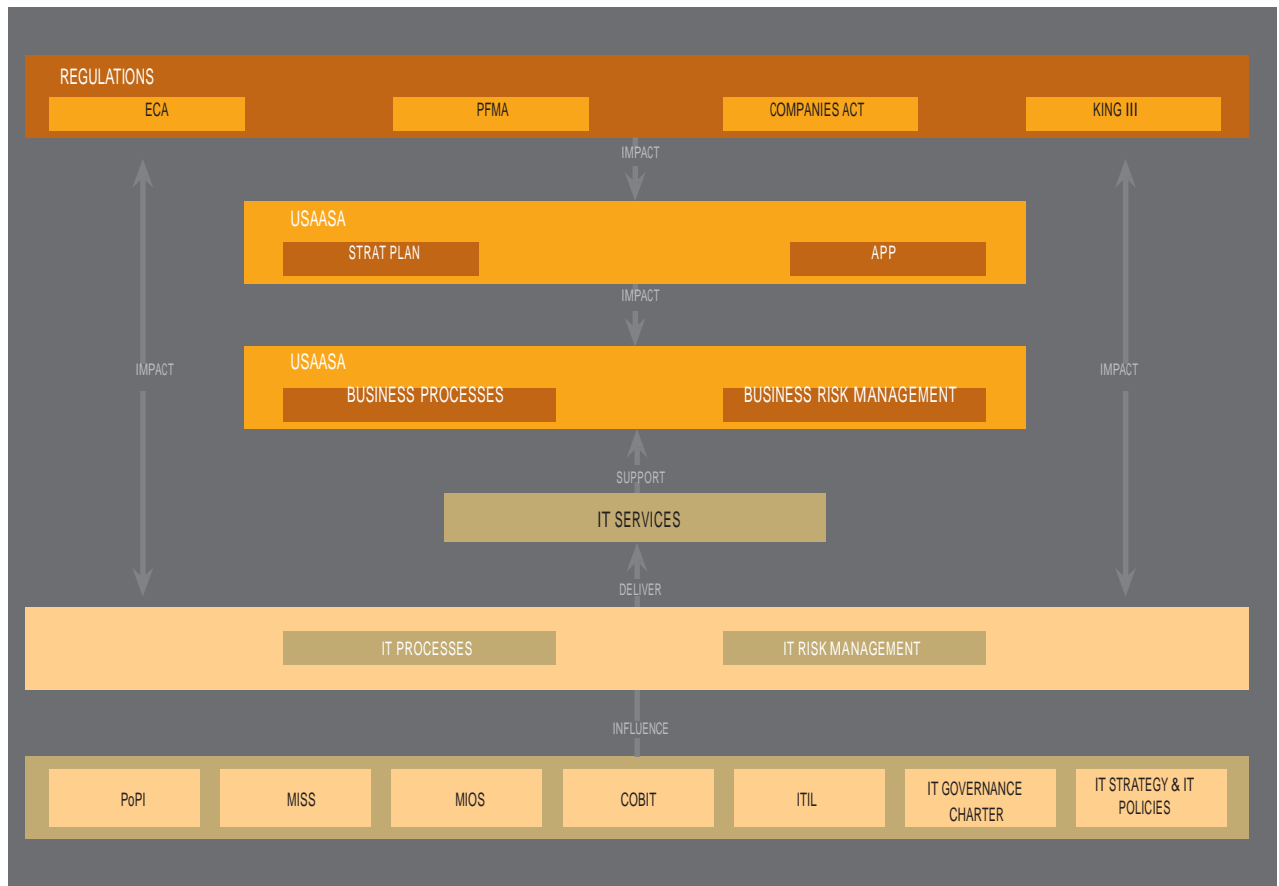 REGULATIONS
ECA
PFMA
COMPANIES ACT
KING III
IMPACT
USAASA
STRAT PLAN
APP
IMPACT
USAASA
BUSINESS PROCESSES
BUSINESS RISK MANAGEMENT
IMPACT
IMPACT
SUPPORT
IT SERVICES
DELIVER
IT PROCESSES
IT RISK MANAGEMENT
INFLUENCE
PoPI
MISS
MIOS
COBIT
ITIL
IT GOVERNANCE
CHARTER
IT STRATEGY & IT
POLICIES